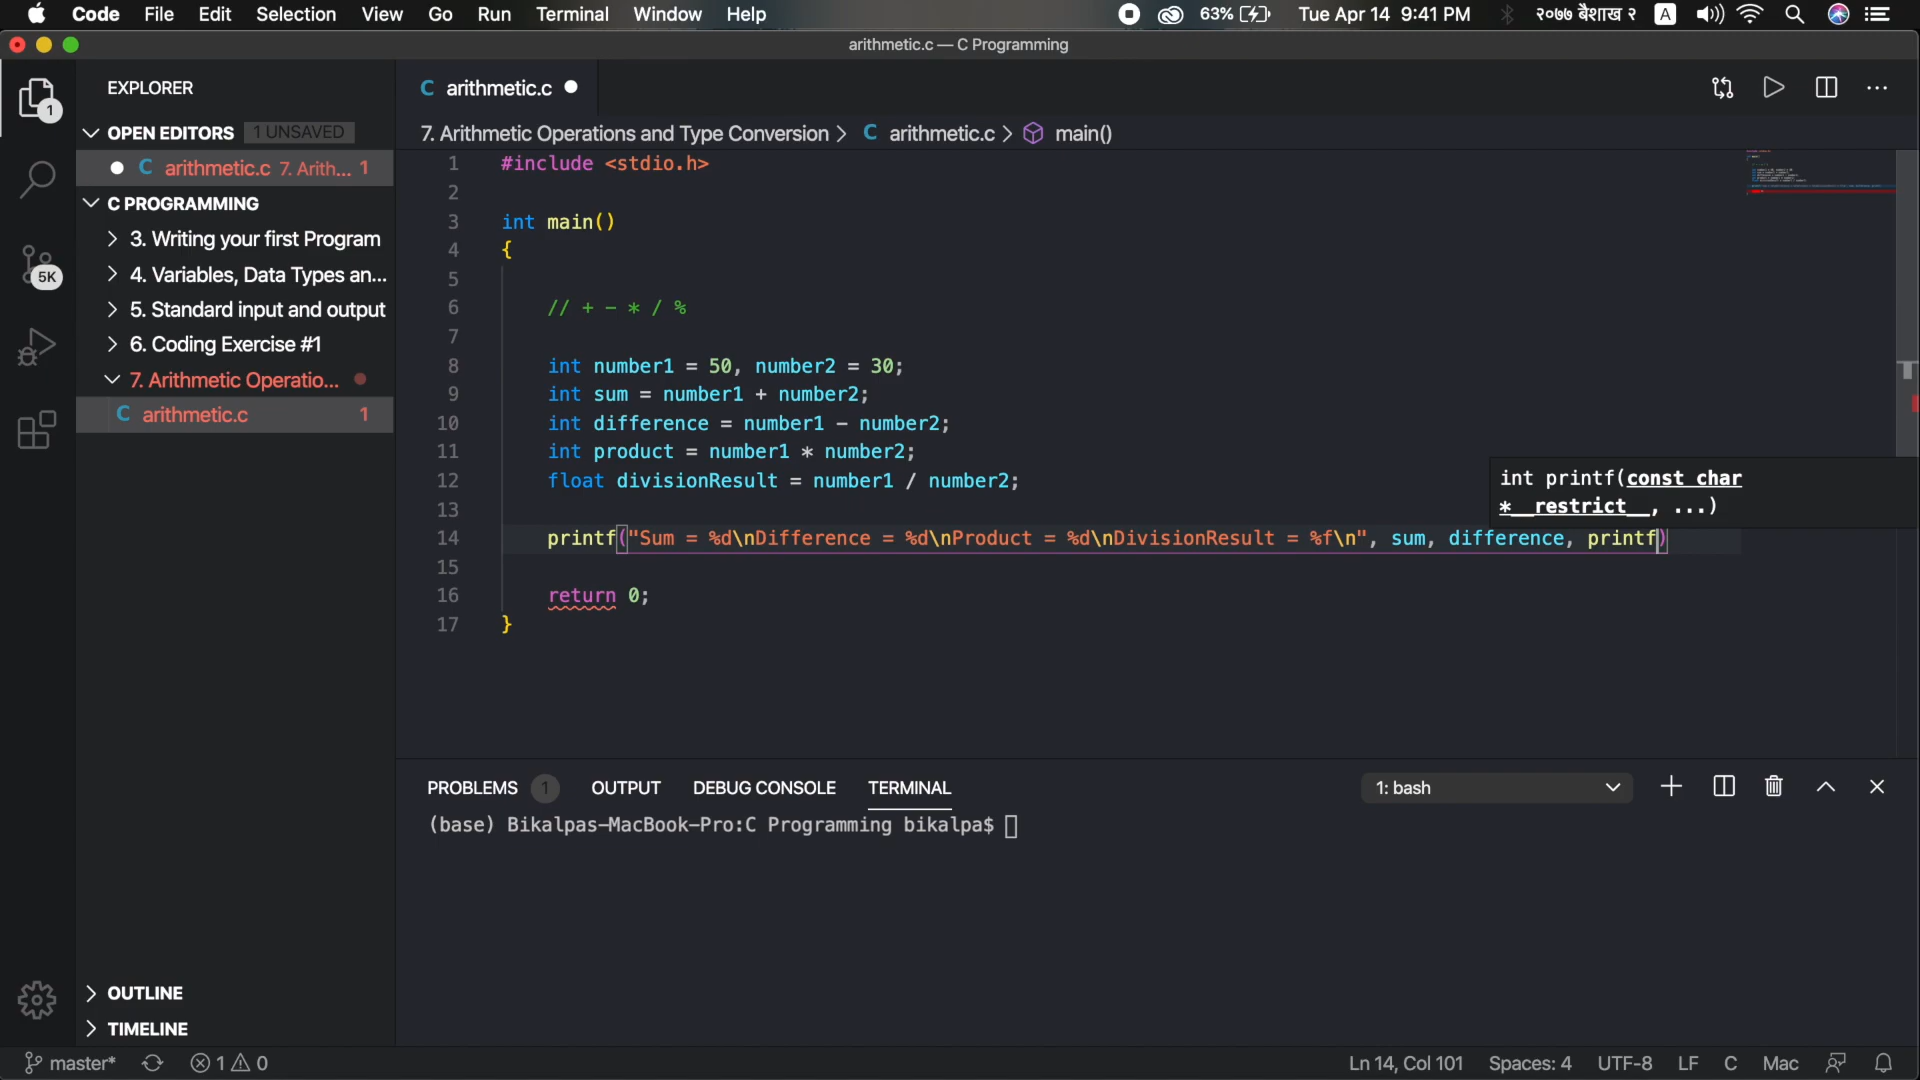 Code File Edit Selection View Go Run Terminal Window Help 63% Tue Apr 14 9:41 PM २०७७ बैशाख २ A
arithmetic.c — C Programming
EXPLORER
OPEN EDITORS 1 UNSAVED
C arithmetic.c 7. Arith... 1
C PROGRAMMING
3. Writing your first Program
4. Variables, Data Types an...
5. Standard input and output
6. Coding Exercise #1
7. Arithmetic Operatio...
C arithmetic.c 1
1
5K
OUTLINE
TIMELINE
C arithmetic.c
7. Arithmetic Operations and Type Conversion > C arithmetic.c > main()
1 #include <stdio.h>
2
3 int main()
4 {
5
6 // + - * / %
7
8 int number1 = 50, number2 = 30;
9 int sum = number1 + number2;
10 int difference = number1 - number2;
11 int product = number1 * number2;
12 float divisionResult = number1 / number2;
13
14 printf("Sum = %d\nDifference = %d\nProduct = %d\nDivisionResult = %f\n", sum, difference, printf)
15
16 return 0;
17 }
int printf(const char
*__restrict__, ...)
PROBLEMS 1 OUTPUT DEBUG CONSOLE TERMINAL 1: bash
(base) Bikalpas-MacBook-Pro:C Programming bikalpa$
master* 1 0 Ln 14, Col 101 Spaces: 4 UTF-8 LF C Mac